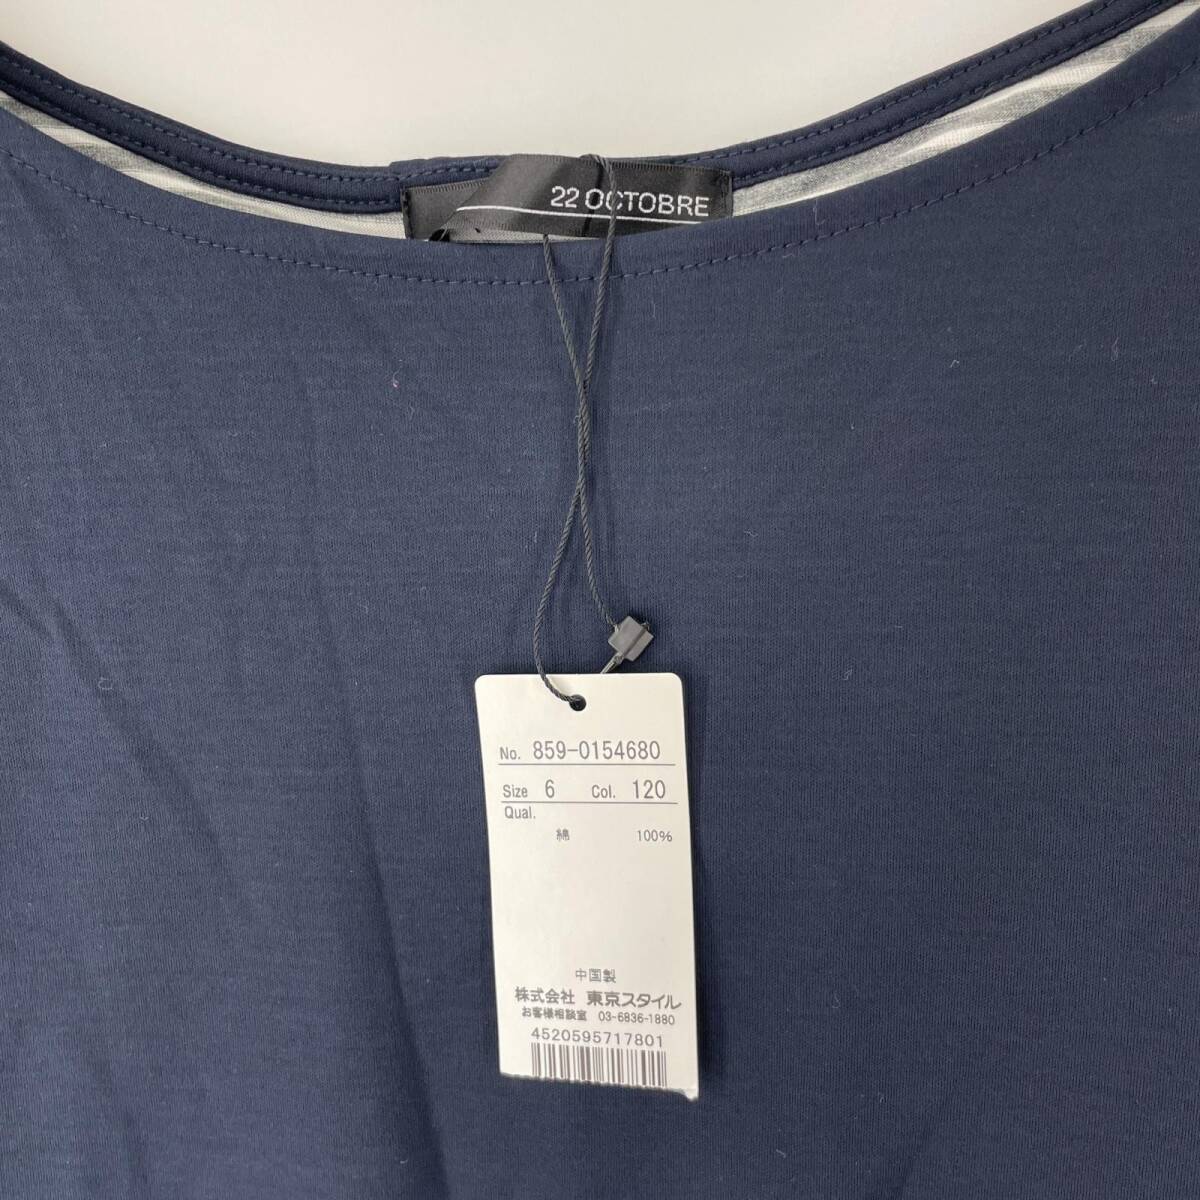 22 OCTOBRE
No. 859-0154680
Size 6 Col. 120
Qual.
綿 100%
中国製
株式会社 東京スタイル
お客様相談室 03-6836-1880
4520595717801